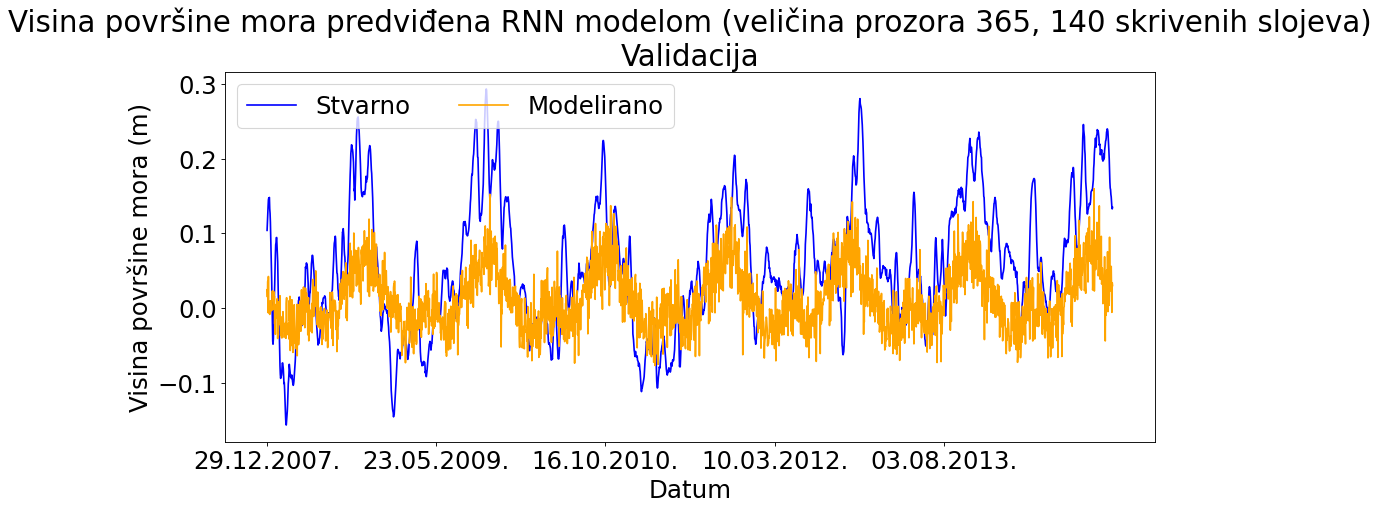 Visina površine mora predviđena RNN modelom (veličina prozora 365, 140 skrivenih slojeva)
Validacija
Stvarno
Modelirano
Visina površine mora (m)
0.3
0.2
0.1
0.0
−0.1
29.12.2007.
23.05.2009.
16.10.2010.
10.03.2012.
03.08.2013.
Datum